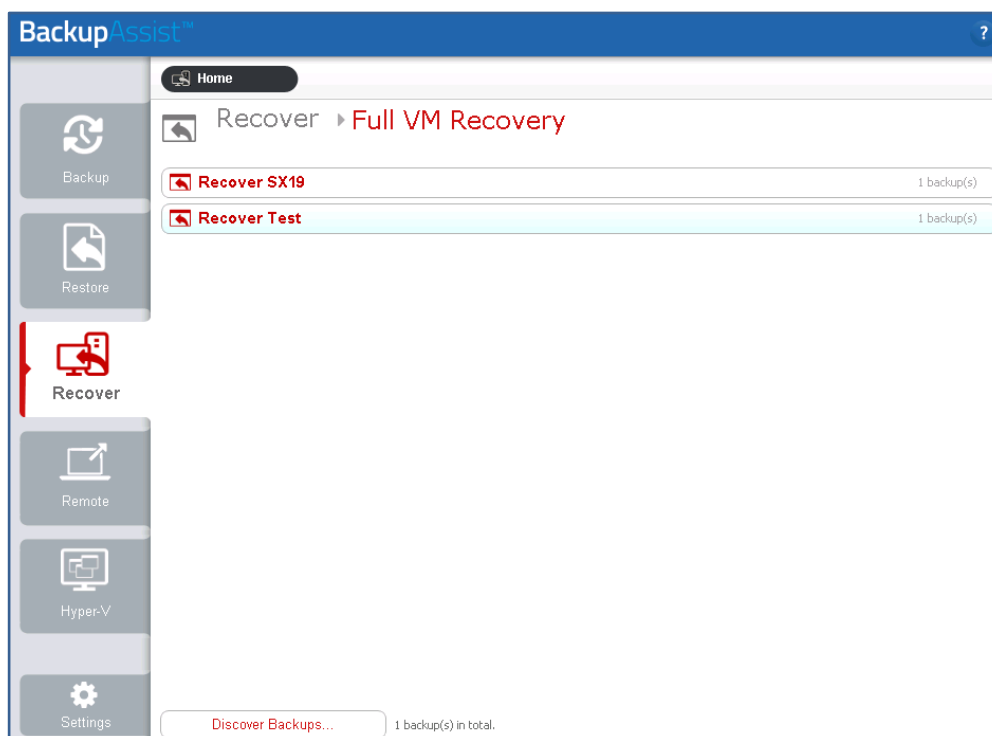 BackupAssist™
?
Home
Recover Full VM Recovery
Backup
Recover SX19
1 backup(s)
Recover Test
1 backup(s)
Restore
Recover
Remote
Hyper-V
Settings
Discover Backups...
1 backup(s) in total.